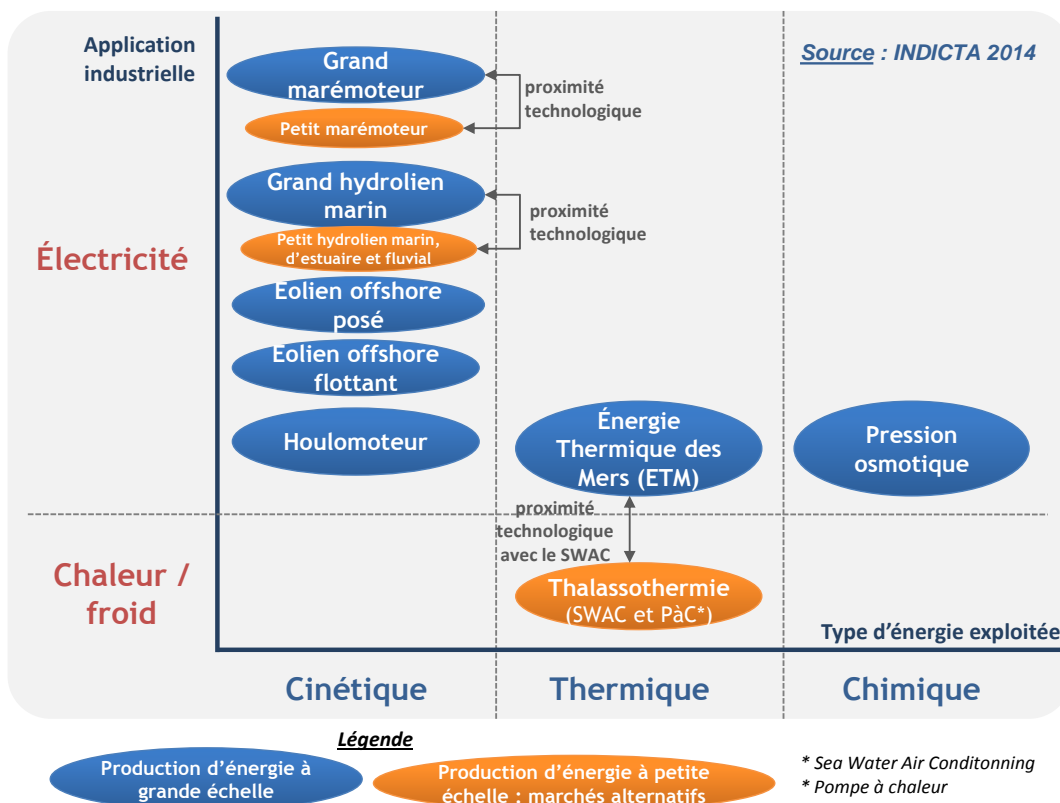 Application
industrielle
Source : INDICTA 2014
Grand
marémoteur
proximité
technologique
Petit marémoteur
Grand hydrolien
marin
proximité
technologique
Électricité
Petit hydrolien marin,
d'estuaire et fluvial
Eolien offshore
posé
Eolien offshore
flottant
Houlomoteur
Énergie
Thermique des
Mers (ETM)
Pression
osmotique
proximité
technologique
avec le SWAC
Chaleur /
froid
Thalassothermie
(SWAC et PàC*)
Type d'énergie exploitée
Cinétique
Thermique
Chimique
Légende
Production d'énergie à
grande échelle
Production d'énergie à petite
échelle : marchés alternatifs
* Sea Water Air Conditonning
* Pompe à chaleur